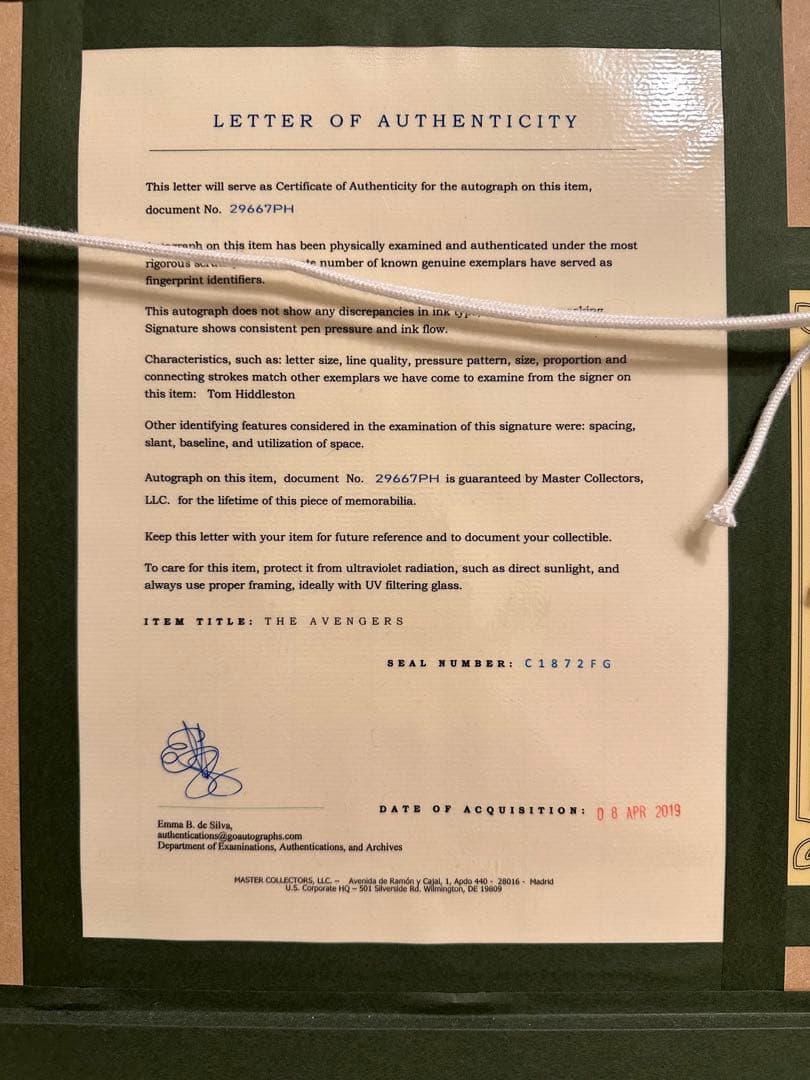 LETTER OF AUTHENTICITY
This letter will serve as Certificate of Authenticity for the autograph on this item,
document No. 29667PH
on this item has been physically examined and authenticated under the most
rigorous number of known genuine exemplars have served as
fingerprint identifiers.
This autograph does not show any discrepancies in ink
Signature shows consistent pen pressure and ink flow.
Characteristics, such as: letter size, line quality, pressure pattern, size, proportion and
connecting strokes match other exemplars we have come to examine from the signer on
this item: Tom Hiddleston
Other identifying features considered in the examination of this signature were: spacing,
slant, baseline, and utilization of space.
Autograph on this item, document No. 29667PH is guaranteed by Master Collectors,
LLC. for the lifetime of this piece of memorabilia.
Keep this letter with your item for future reference and to document your collectible.
To care for this item, protect it from ultraviolet radiation, such as direct sunlight, and
always use proper framing, ideally with UV filtering glass.
ITEM TITLE: THE AVENGERS
SEAL NUMBER: C1872FG
DATE OF ACQUISITION: 08 APR 2019
Emma B. de Silva,
authentications@goautographs.com
Department of Examinations, Authentications, and Archives
MASTER COLLECTORS, LLC. – Avenida de Ramón y Cajal, 1, Apdo 440 - 28016 - Madrid
U.S. Corporate HQ – 501 Silverside Rd. Wilmington, DE 19809